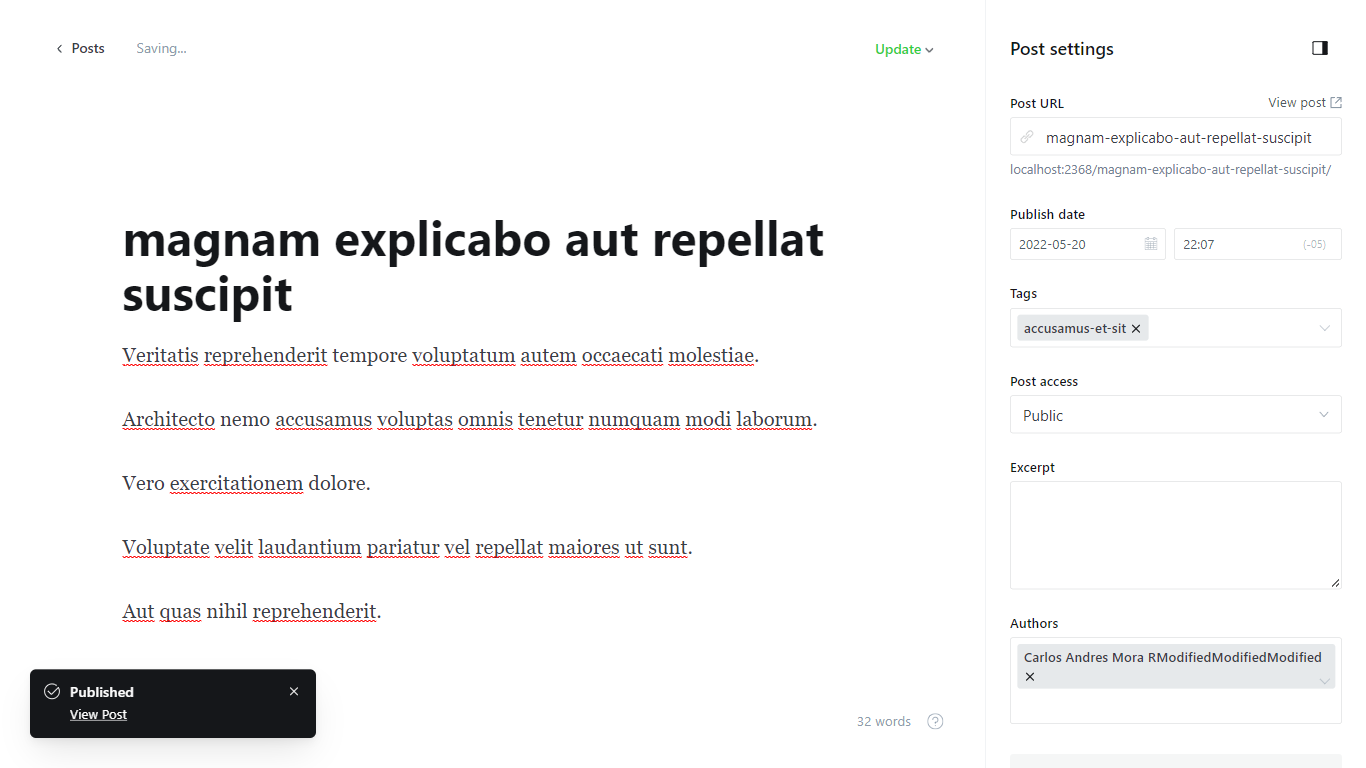 Posts
Saving...
Update
magnam explicabo aut repellat
suscipit
Veritatis reprehenderit tempore voluptatum autem occaecati molestiae.
Architecto nemo accusamus voluptas omnis tenetur numquam modi laborum.
Vero exercitationem dolore.
Voluptate velit laudantium pariatur vel repellat maiores ut sunt.
Aut quas nihil reprehenderit.
Published
View Post
32 words
?
Post settings
Post URL
View post
magnam-explicabo-aut-repellat-suscipit
localhost:2368/magnam-explicabo-aut-repellat-suscipit/
Publish date
2022-05-20
22:07
(-05)
Tags
accusamus-et-sit
Post access
Public
Excerpt
Authors
Carlos Andres Mora RModifiedModifiedModified